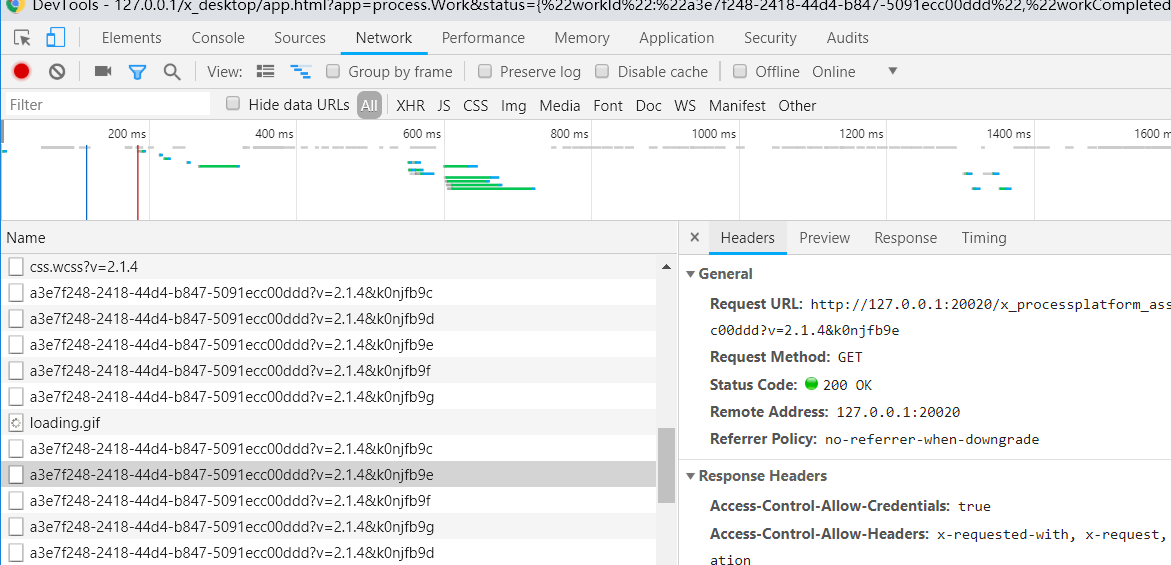 DevTools - 127.0.0.1/x_desktop/app.html?app=process.Work&status={%22workId%22:%22a3e7f248-2418-44d4-b847-5091ecc00ddd%22,%22workCompleted
Elements Console Sources Network Performance Memory Application Security Audits
View: Group by frame Preserve log Disable cache Offline Online
Filter Hide data URLs All XHR JS CSS Img Media Font Doc WS Manifest Other
200 ms 400 ms 600 ms 800 ms 1000 ms 1200 ms 1400 ms 1600 m
Name
css.wcss?v=2.1.4
a3e7f248-2418-44d4-b847-5091ecc00ddd?v=2.1.4&k0njfb9c
a3e7f248-2418-44d4-b847-5091ecc00ddd?v=2.1.4&k0njfb9d
a3e7f248-2418-44d4-b847-5091ecc00ddd?v=2.1.4&k0njfb9e
a3e7f248-2418-44d4-b847-5091ecc00ddd?v=2.1.4&k0njfb9f
a3e7f248-2418-44d4-b847-5091ecc00ddd?v=2.1.4&k0njfb9g
loading.gif
a3e7f248-2418-44d4-b847-5091ecc00ddd?v=2.1.4&k0njfb9c
a3e7f248-2418-44d4-b847-5091ecc00ddd?v=2.1.4&k0njfb9e
a3e7f248-2418-44d4-b847-5091ecc00ddd?v=2.1.4&k0njfb9f
a3e7f248-2418-44d4-b847-5091ecc00ddd?v=2.1.4&k0njfb9g
a3e7f248-2418-44d4-b847-5091ecc00ddd?v=2.1.4&k0njfb9d
× Headers Preview Response Timing
General
Request URL: http://127.0.0.1:20020/x_processplatform_ass
c00ddd?v=2.1.4&k0njfb9e
Request Method: GET
Status Code: 200 OK
Remote Address: 127.0.0.1:20020
Referrer Policy: no-referrer-when-downgrade
Response Headers
Access-Control-Allow-Credentials: true
Access-Control-Allow-Headers: x-requested-with, x-request,
ation